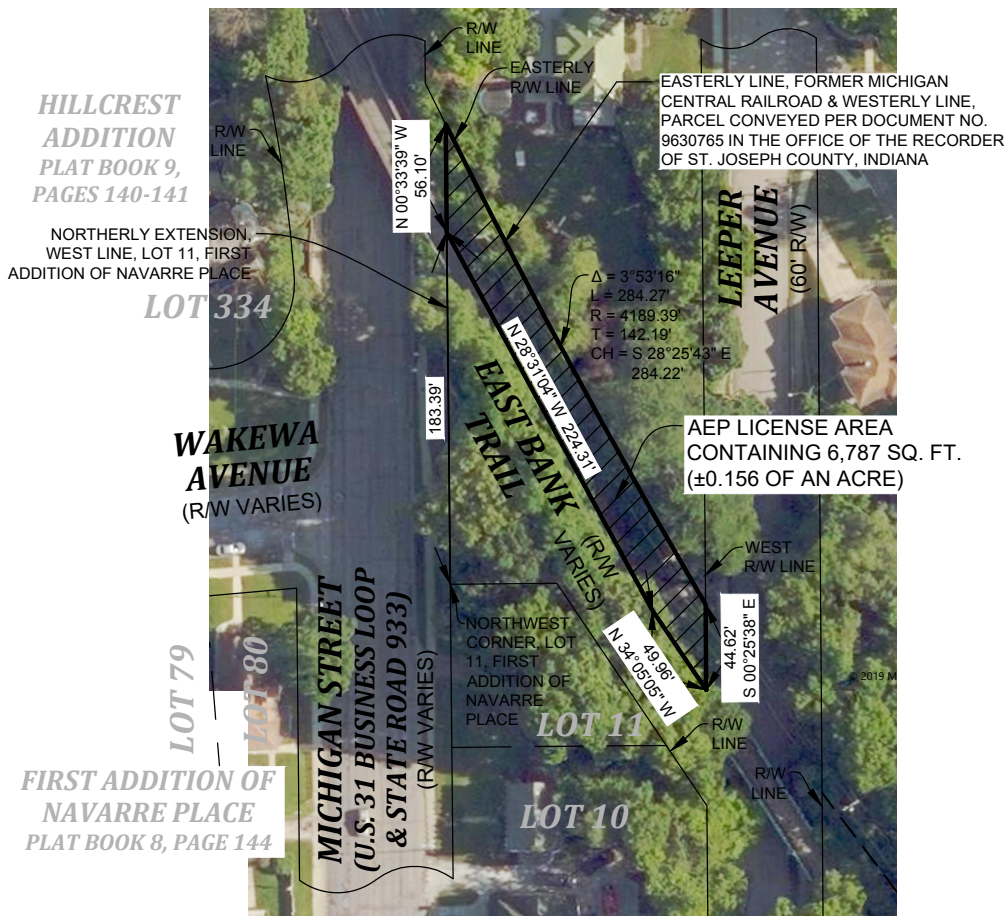 R/W
LINE
EASTERLY
R/W LINE
EASTERLY LINE, FORMER MICHIGAN
CENTRAL RAILROAD & WESTERLY LINE,
PARCEL CONVEYED PER DOCUMENT NO.
9630765 IN THE OFFICE OF THE RECORDER
OF ST. JOSEPH COUNTY, INDIANA
HILLCREST
ADDITION
PLAT BOOK 9,
PAGES 140-141
R/W
LINE
N 00°33'39" W
56.10'
NORTHERLY EXTENSION,
WEST LINE, LOT 11, FIRST
ADDITION OF NAVARRE PLACE
LOT 334
LEEPER
AVENUE
(60' R/W)
Δ = 3°53'16"
L = 284.27'
R = 4189.39'
T = 142.19'
CH = S 28°25'43" E
284.22'
N 28°31'04" W 224.31'
EAST BANK
TRAIL
(R/W
VARIES)
183.39'
WAKEWA
AVENUE
(R/W VARIES)
AEP LICENSE AREA
CONTAINING 6,787 SQ. FT.
(±0.156 OF AN ACRE)
WEST
R/W LINE
44.62'
S 00°25'38" E
49.96'
N 34°05'05" W
NORTHWEST
CORNER, LOT
11, FIRST
ADDITION OF
NAVARRE
PLACE
MICHIGAN STREET
(U.S. 31 BUSINESS LOOP
& STATE ROAD 933)
(R/W VARIES)
LOT 79
LOT 80
LOT 11
R/W
LINE
R/W
LINE
LOT 10
FIRST ADDITION OF
NAVARRE PLACE
PLAT BOOK 8, PAGE 144
© 2019 M